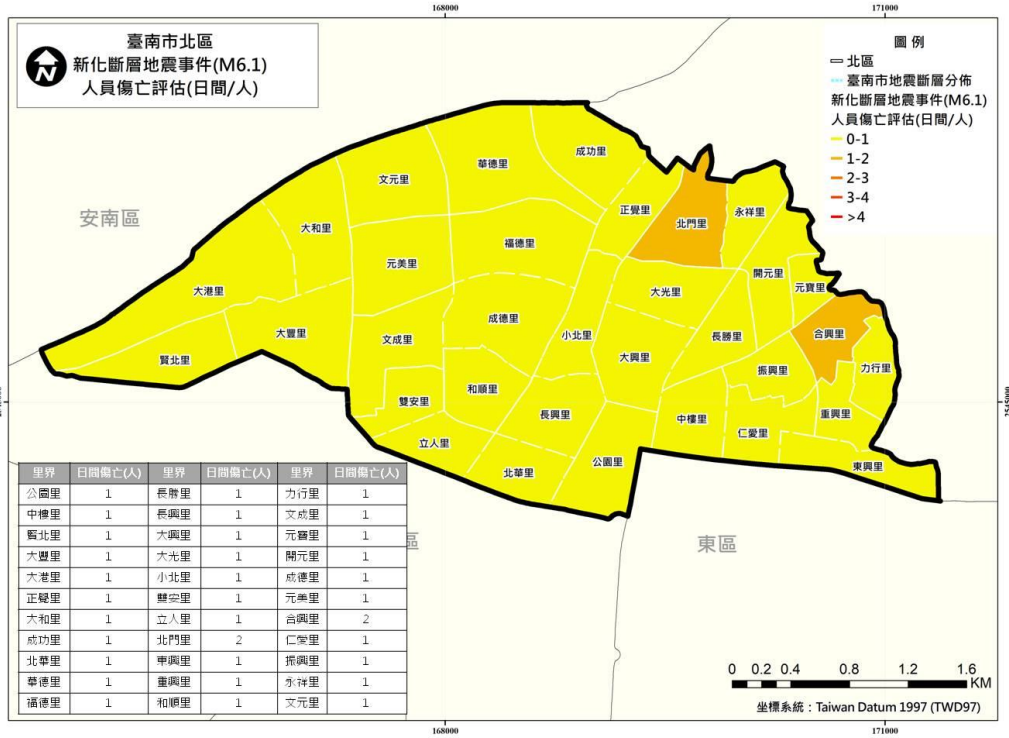 168000
171000
臺南市北區
新化斷層地震事件(M6.1)
人員傷亡評估(日間/人)
N
圖例
北區
臺南市地震斷層分佈
新化斷層地震事件(M6.1)
人員傷亡評估(日間/人)
0-1
1-2
2-3
3-4
>4
安南區
成功里
華德里
文元里
正覺里
北門里
永祥里
大和里
福德里
元美里
開元里
元寶里
大港里
大光里
成德里
小北里
長勝里
合興里
大豐里
文成里
大興里
賢北里
振興里
力行里
和順里
雙安里
長興里
中樓里
重興里
仁愛里
立人里
公園里
北華里
東興里
區
東區
2545000
里界 日間傷亡(人) 里界 日間傷亡(人) 里界 日間傷亡(人)
公園里 1 長勝里 1 力行里 1
中樓里 1 長興里 1 文成里 1
賢北里 1 大興里 1 元寶里 1
大豐里 1 大光里 1 開元里 1
大港里 1 小北里 1 成德里 1
正覺里 1 雙安里 1 元美里 1
大和里 1 立人里 1 合興里 2
成功里 1 北門里 2 仁愛里 1
北華里 1 東興里 1 振興里 1
華德里 1 重興里 1 永祥里 1
福德里 1 和順里 1 文元里 1
0 0.2 0.4 0.8 1.2 1.6
KM
坐標系統：Taiwan Datum 1997 (TWD97)
168000
171000